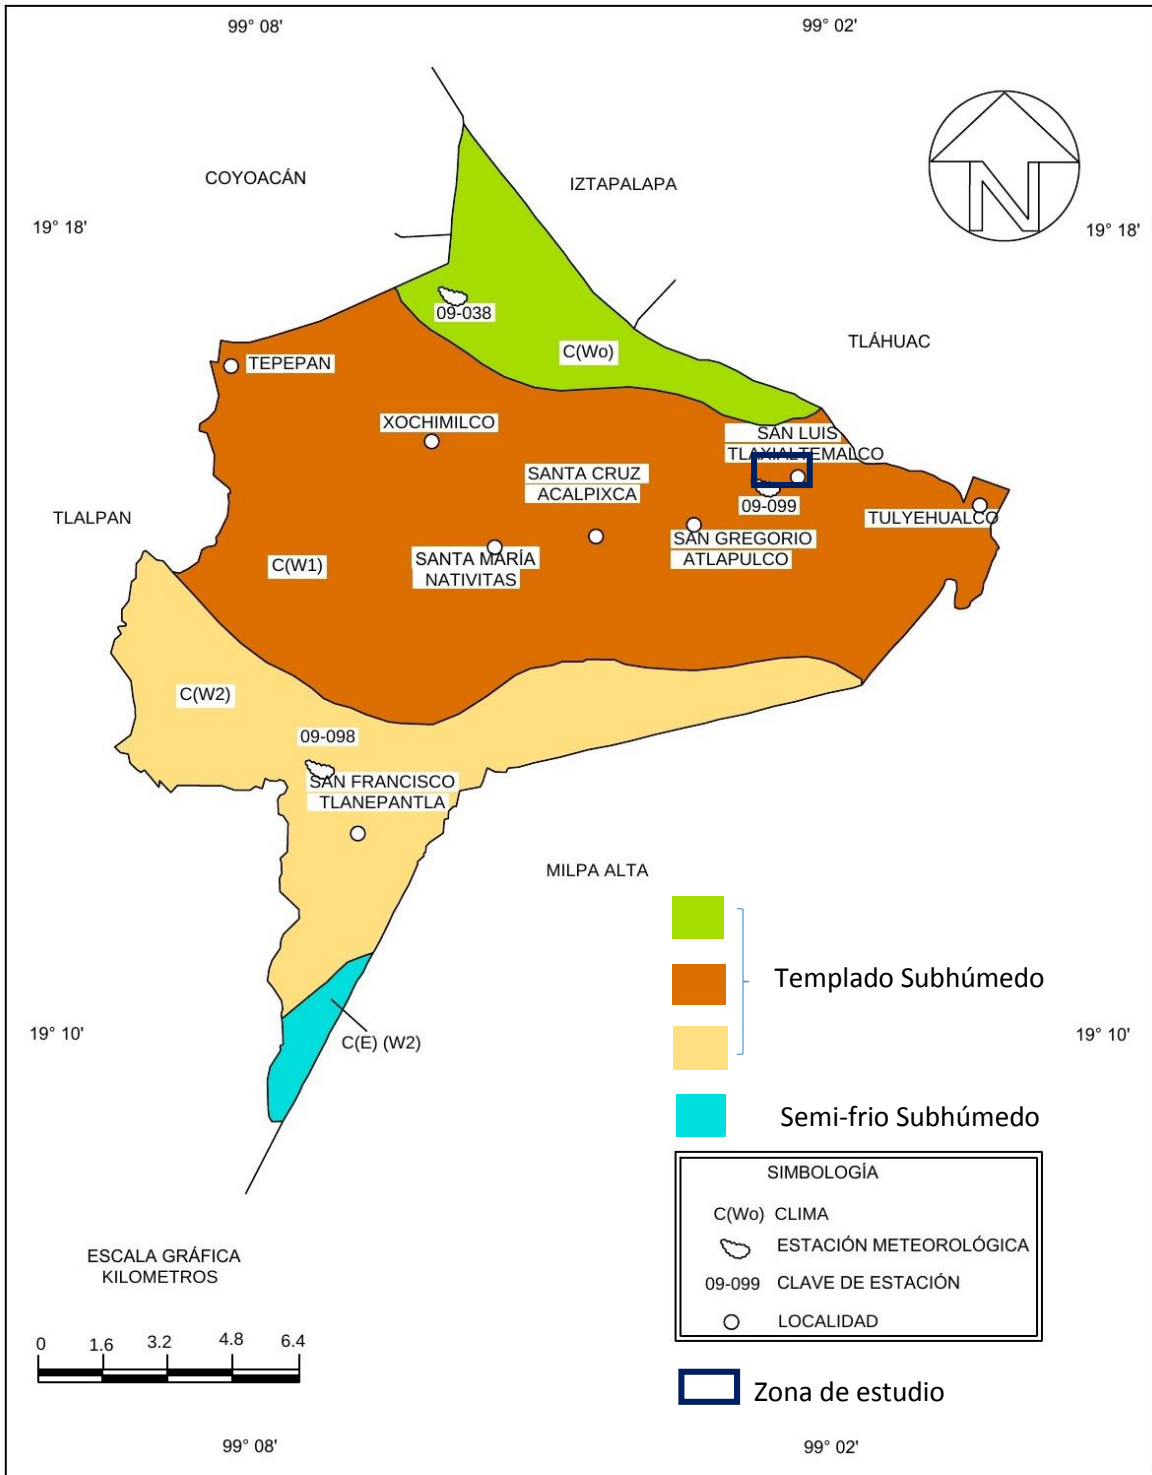 99° 08'
99° 02'
COYOACÁN
IZTAPALAPA
19° 18'
19° 18'
09-038
TLÁHUAC
C(Wo)
TEPEPAN
XOCHIMILCO
SAN LUIS
TLAXIALTEMALCO
SANTA CRUZ
ACALPIXCA
09-099
TULYEHUALCO
TLALPAN
SAN GREGORIO
ATLAPULCO
SANTA MARÍA
NATIVITAS
C(W1)
C(W2)
09-098
SAN FRANCISCO
TLANEPANTLA
MILPA ALTA
Templado Subhúmedo
19° 10'
19° 10'
C(E) (W2)
Semi-frio Subhúmedo
SIMBOLOGÍA
C(Wo) CLIMA
ESTACIÓN METEOROLÓGICA
09-099 CLAVE DE ESTACIÓN
LOCALIDAD
ESCALA GRÁFICA
KILOMETROS
0 1.6 3.2 4.8 6.4
Zona de estudio
99° 08'
99° 02'
N